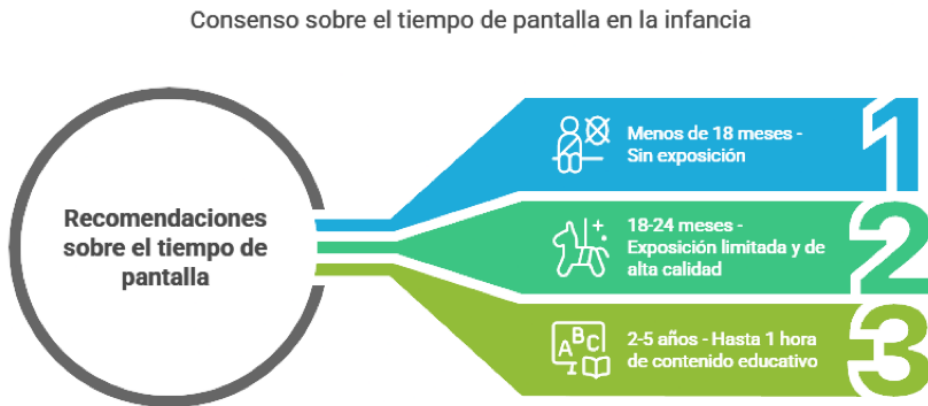 Consenso sobre el tiempo de pantalla en la infancia
Recomendaciones
sobre el tiempo de
pantalla
Menos de 18 meses -
Sin exposición
1
18-24 meses -
Exposición limitada y de
alta calidad
2
ABC
2-5 años - Hasta 1 hora
de contenido educativo
3